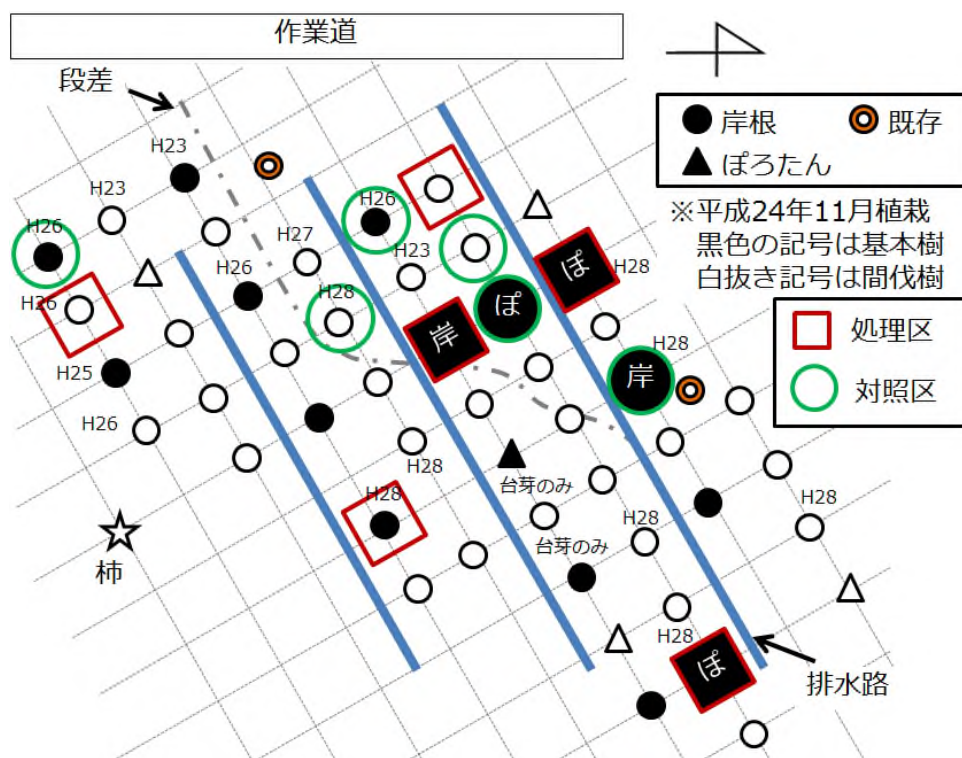 作業道
段差
H23
H23
H26
H26
H25
H26
H26
H27
H28
H26
H23
岸
ぽ
ぽ
H28
H28
岸
H28
H28
台芽のみ
台芽のみ
H28
H28
H28
ぽ
柿
排水路
岸根
既存
ぽろたん
※平成24年11月植栽
黒色の記号は基本樹
白抜き記号は間伐樹
処理区
対照区